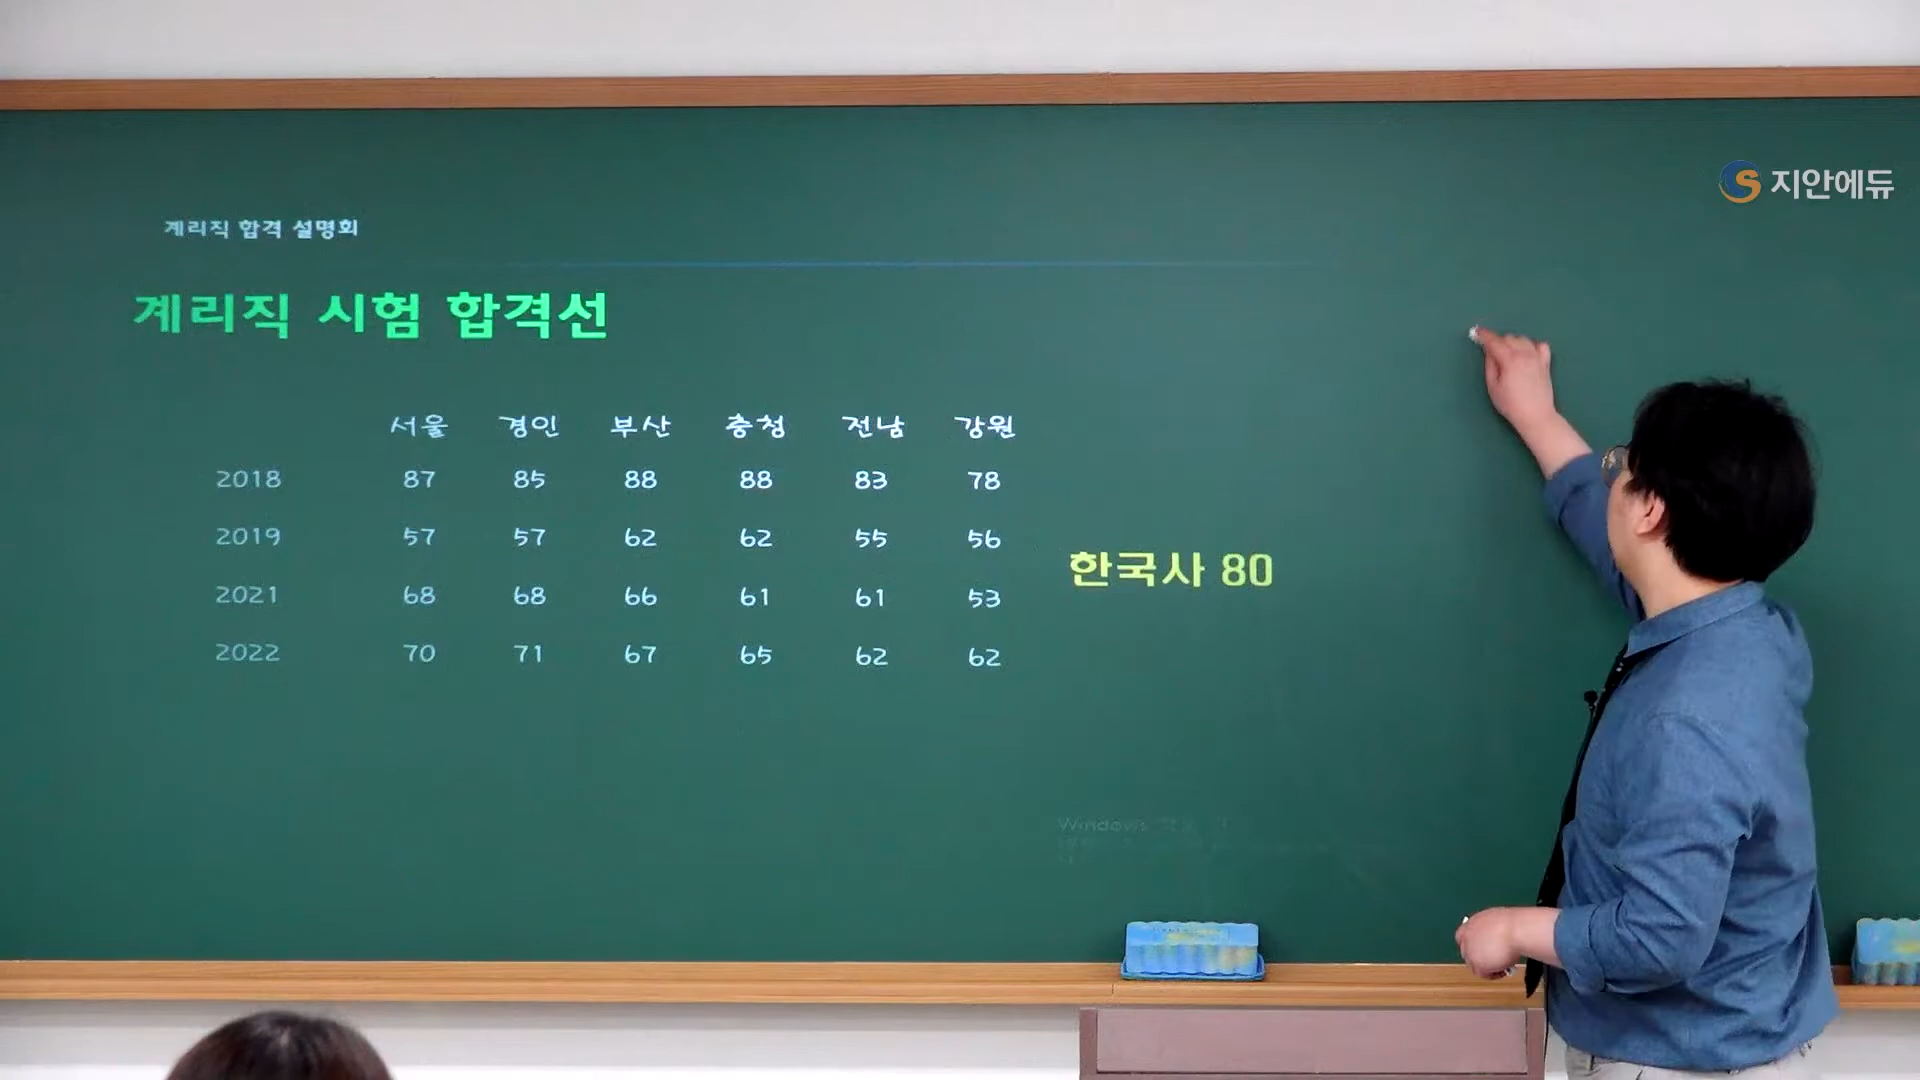 지안에듀
계리직 합격 설명회
계리직 시험 합격선
서울 경인 부산 충청 전남 강원
2018 87 85 88 88 83 78
2019 57 57 62 62 55 56
한국사 80
2021 68 68 66 61 61 53
2022 70 71 67 65 62 62
Windows